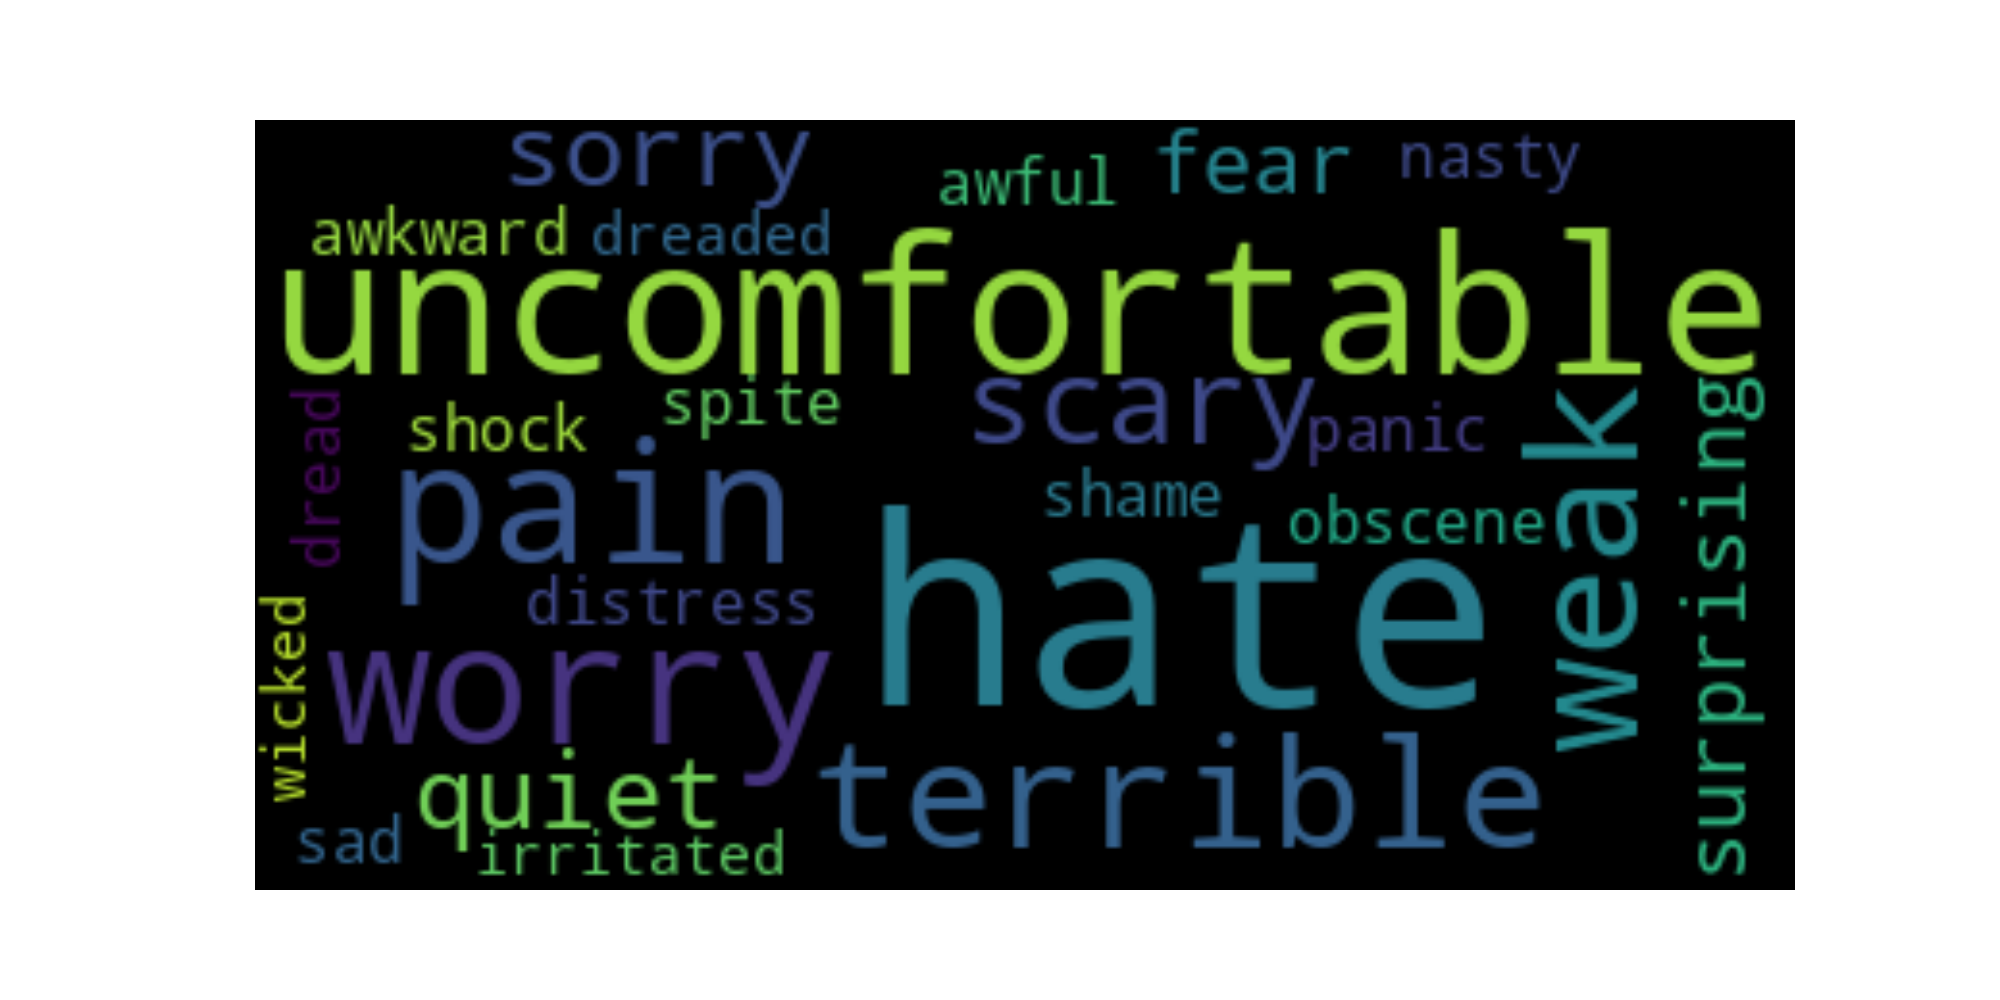 sorry
awful
fear
nasty
awkward
dreaded
uncomfortable
dread
shock
spite
scary
panic
weak
surprising
pain
shame
obscene
hate
distress
wicked
worry
terrible
quiet
sad
irritated